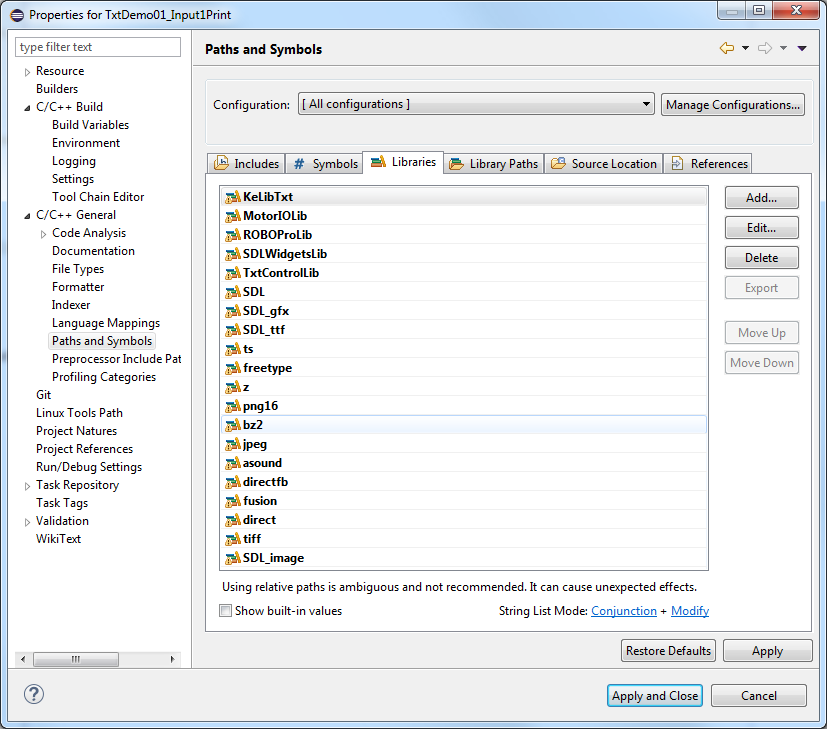 Properties for TxtDemo01_Input1Print
type filter text
Resource
Builders
C/C++ Build
Build Variables
Environment
Logging
Settings
Tool Chain Editor
C/C++ General
Code Analysis
Documentation
File Types
Formatter
Indexer
Language Mappings
Paths and Symbols
Preprocessor Include Pat
Profiling Categories
Git
Linux Tools Path
Project Natures
Project References
Run/Debug Settings
Task Repository
Task Tags
Validation
WikiText
Paths and Symbols
Configuration: [ All configurations ] Manage Configurations...
Includes # Symbols Libraries Library Paths Source Location References
KeLibTxt
MotorIOLib
ROBOProLib
SDLWidgetsLib
TxtControlLib
SDL
SDL_gfx
SDL_ttf
ts
freetype
z
png16
bz2
jpeg
asound
directfb
fusion
direct
tiff
SDL_image
Add...
Edit...
Delete
Export
Move Up
Move Down
Using relative paths is ambiguous and not recommended. It can cause unexpected effects.
Show built-in values String List Mode: Conjunction + Modify
Restore Defaults Apply
? Apply and Close Cancel